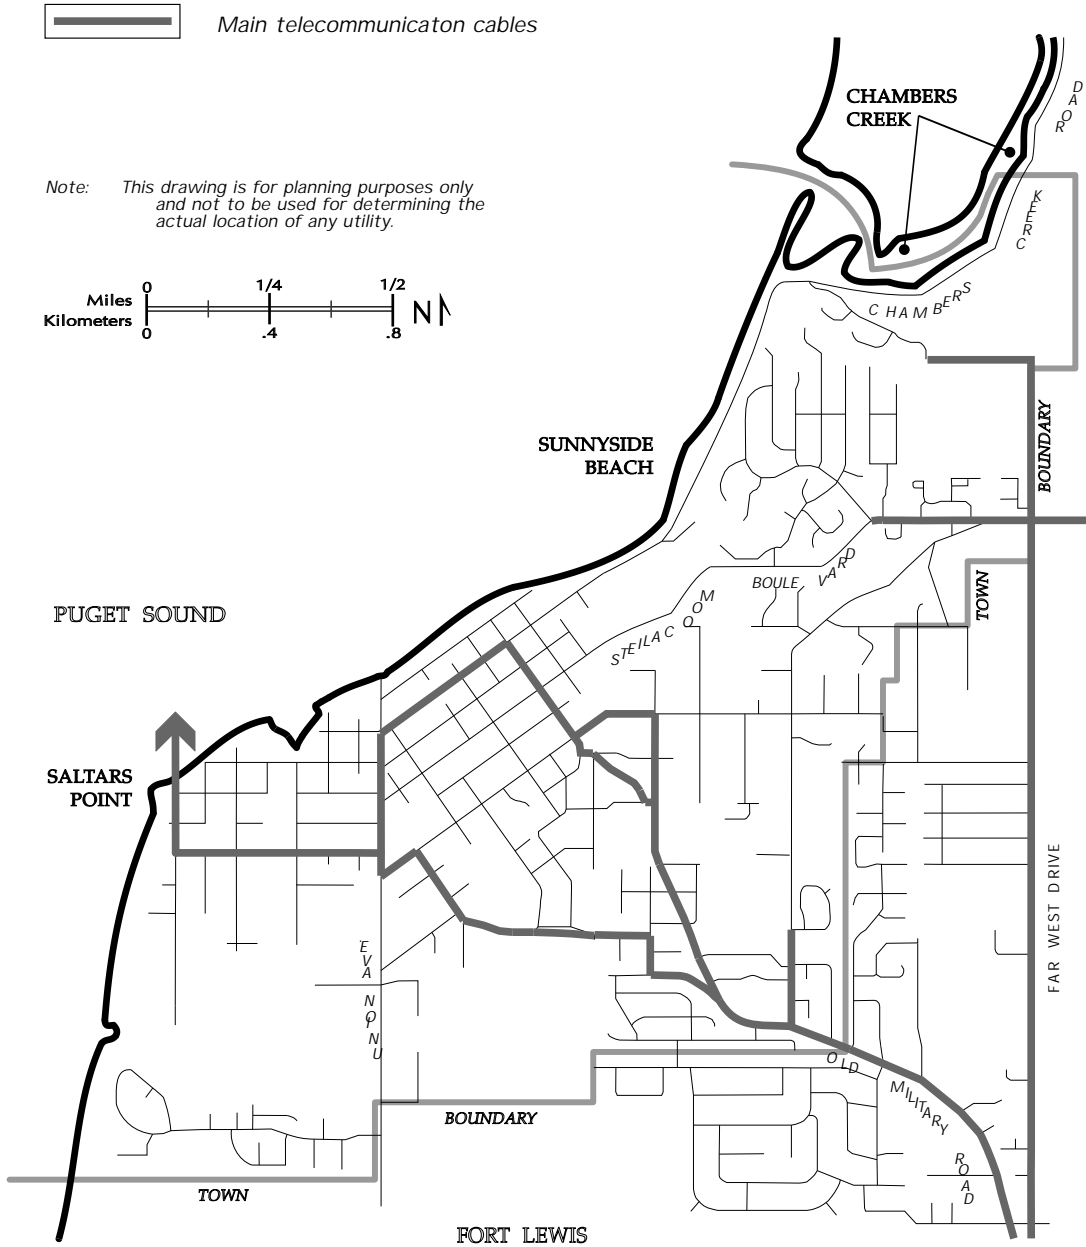 Main telecommunicaton cables
CHAMBERS
CREEK
Note: This drawing is for planning purposes only
and not to be used for determining the
actual location of any utility.
0 1/4 1/2
Miles
Kilometers
0 .4 .8
N
CHAMBERS CREEK ROAD
SUNNYSIDE
BEACH
BOUNDARY
TOWN
STEILACOOM BOULEVARD
PUGET SOUND
SALTARS
POINT
UNION AVE
FAR WEST DRIVE
OLD MILITARY ROAD
BOUNDARY
TOWN
FORT LEWIS